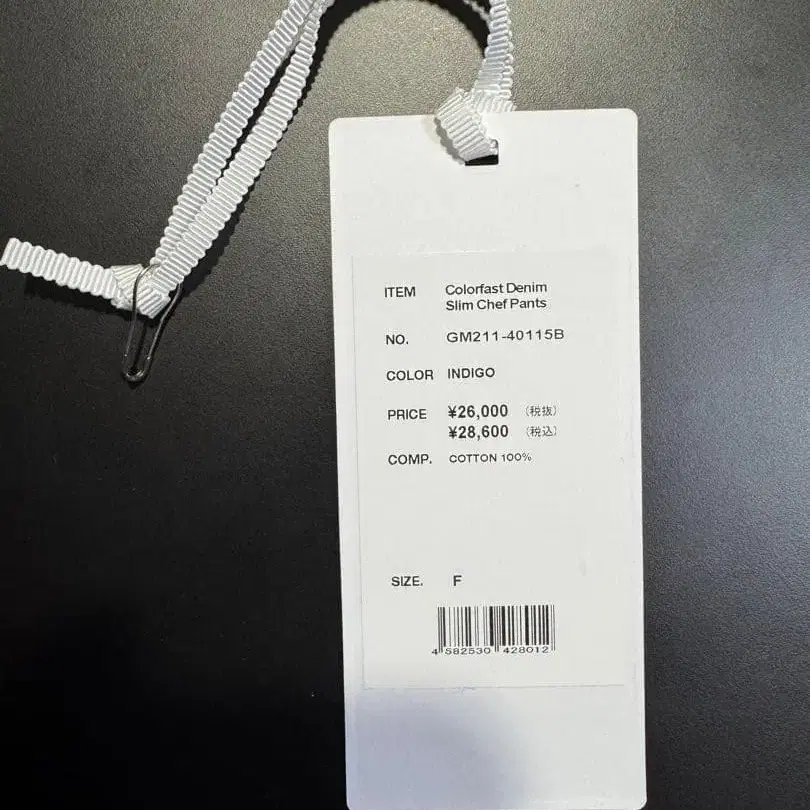 ITEM Colorfast Denim
Slim Chef Pants
NO. GM211-40115B
COLOR INDIGO
PRICE ¥26,000 (税抜)
¥28,600 (税込)
COMP. COTTON 100%
SIZE. F
4 582530 428012